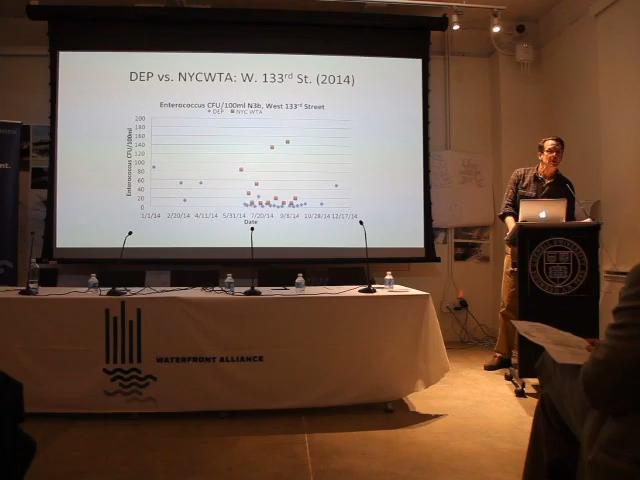 DEP vs. NYCWTA: W. 133rd St. (2014)
Enterococcus CFU/100ml N3b, West 133rd Street
DEP NYC WTA
Enterococcus CFU/100ml
200
180
160
140
120
100
80
60
40
20
0
1/1/14 2/20/14 4/11/14 5/31/14 7/20/14 9/8/14 10/28/14 12/17/14
Date
WATERFRONT ALLIANCE